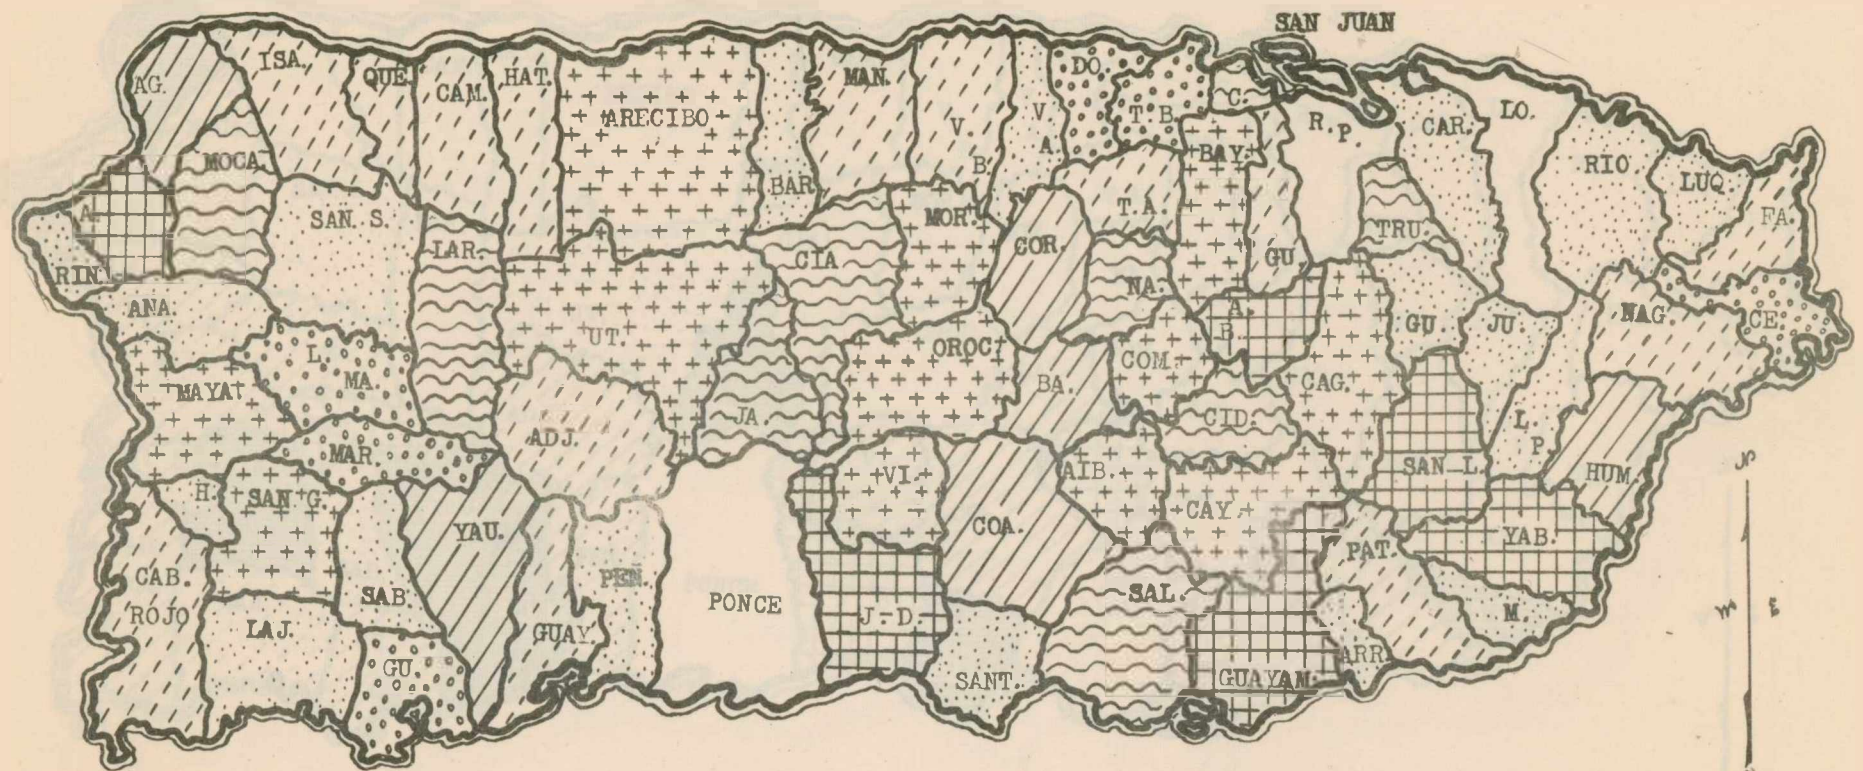 SAN JUAN
AG.
ISA.
QUE.
CAM.
HAT.
ARECIBO
MAN.
V.
B.
V.
A.
DO.
T.B.
C.
R.P.
CAR.
LO.
MOCA
BAR
BAY.
RIO
LUQ.
FA.
A.
SAN. S.
LAR.
CIA
MOR.
COR.
T.A.
NA.
GU.
TRU.
RIN.
ANA.
UT.
OROC.
COM.
A.
B.
GU.
JU.
NAG.
CE.
L.
MA.
MAYA.
ADJ.
JA.
BA.
CID.
CAG.
L.
P.
MAR.
VI.
AIB.
SAN L.
HUM.
H.
SAN G.
YAU.
COA.
CAY.
YAB.
CAB.
ROJO
SAB.
PEÑ.
PONCE
J.D.
SAL.
PAT.
M.
LAJ.
GU.
GUAY.
SANT.
GUAYAM.
ARR.
N
W
E